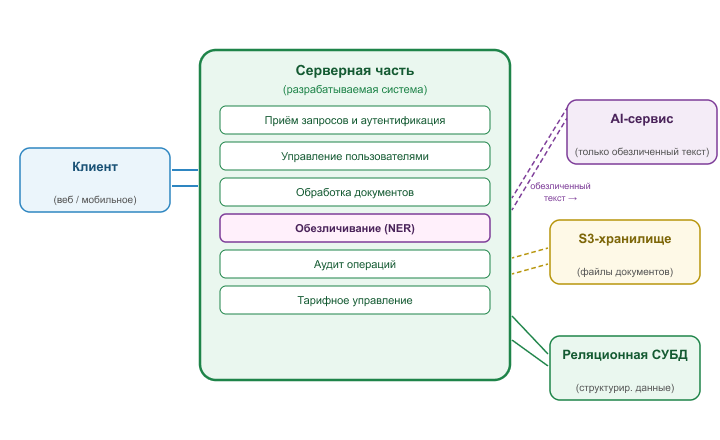 Серверная часть
(разрабатываемая система)
Приём запросов и аутентификация
Управление пользователями
Обработка документов
Обезличивание (NER)
Аудит операций
Тарифное управление
Клиент
(веб / мобильное)
AI-сервис
(только обезличенный текст)
обезличенный
текст →
S3-хранилище
(файлы документов)
Реляционная СУБД
(структурир. данные)